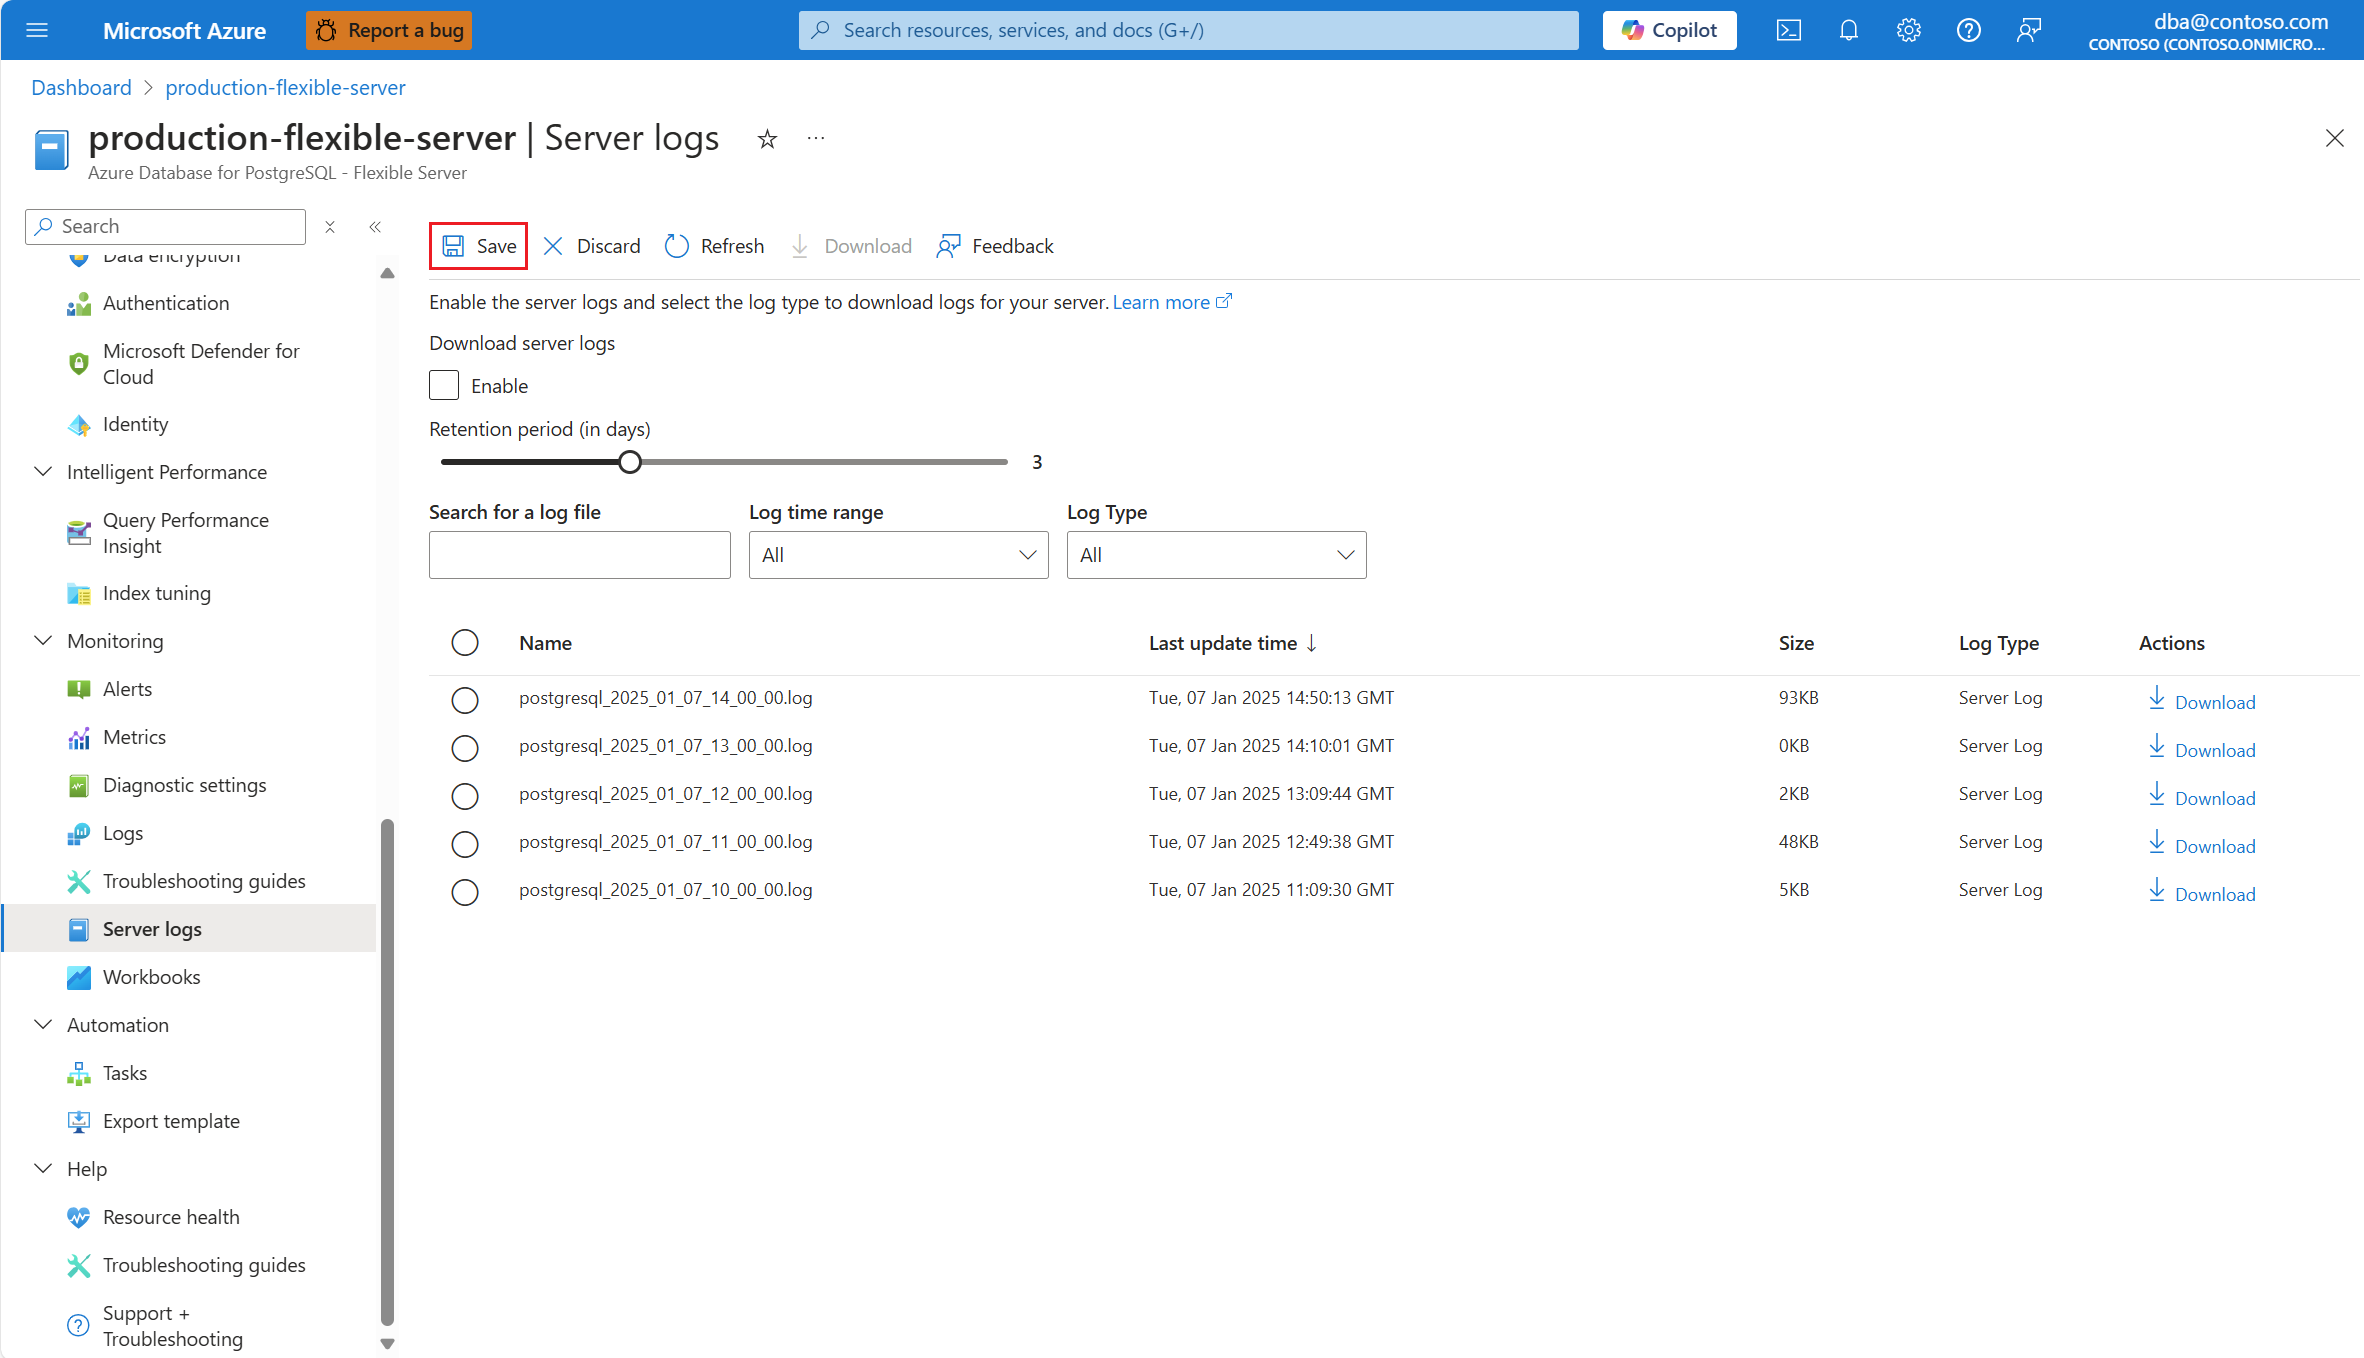 Microsoft Azure
Report a bug
Search resources, services, and docs (G+/)
Copilot
dba@contoso.com
CONTOSO (CONTOSO.ONMICRO...
Dashboard
production-flexible-server
production-flexible-server | Server logs
Azure Database for PostgreSQL - Flexible Server
Search
Data encryption
Authentication
Microsoft Defender for
Cloud
Identity
Intelligent Performance
Query Performance
Insight
Index tuning
Monitoring
Alerts
Metrics
Diagnostic settings
Logs
Troubleshooting guides
Server logs
Workbooks
Automation
Tasks
Export template
Help
Resource health
Troubleshooting guides
Support +
Troubleshooting
Save Discard Refresh Download Feedback
Enable the server logs and select the log type to download logs for your server. Learn more
Download server logs
Enable
Retention period (in days)
3
Search for a log file Log time range Log Type
All All
Name Last update time ↓ Size Log Type Actions
postgresql_2025_01_07_14_00_00.log Tue, 07 Jan 2025 14:50:13 GMT 93KB Server Log Download
postgresql_2025_01_07_13_00_00.log Tue, 07 Jan 2025 14:10:01 GMT 0KB Server Log Download
postgresql_2025_01_07_12_00_00.log Tue, 07 Jan 2025 13:09:44 GMT 2KB Server Log Download
postgresql_2025_01_07_11_00_00.log Tue, 07 Jan 2025 12:49:38 GMT 48KB Server Log Download
postgresql_2025_01_07_10_00_00.log Tue, 07 Jan 2025 11:09:30 GMT 5KB Server Log Download